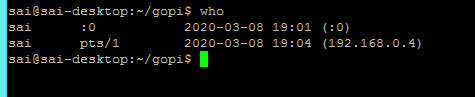 sai@sai-desktop:~/gopi$ who
sai      :0           2020-03-08 19:01 (:0)
sai      pts/1        2020-03-08 19:04 (192.168.0.4)
sai@sai-desktop:~/gopi$